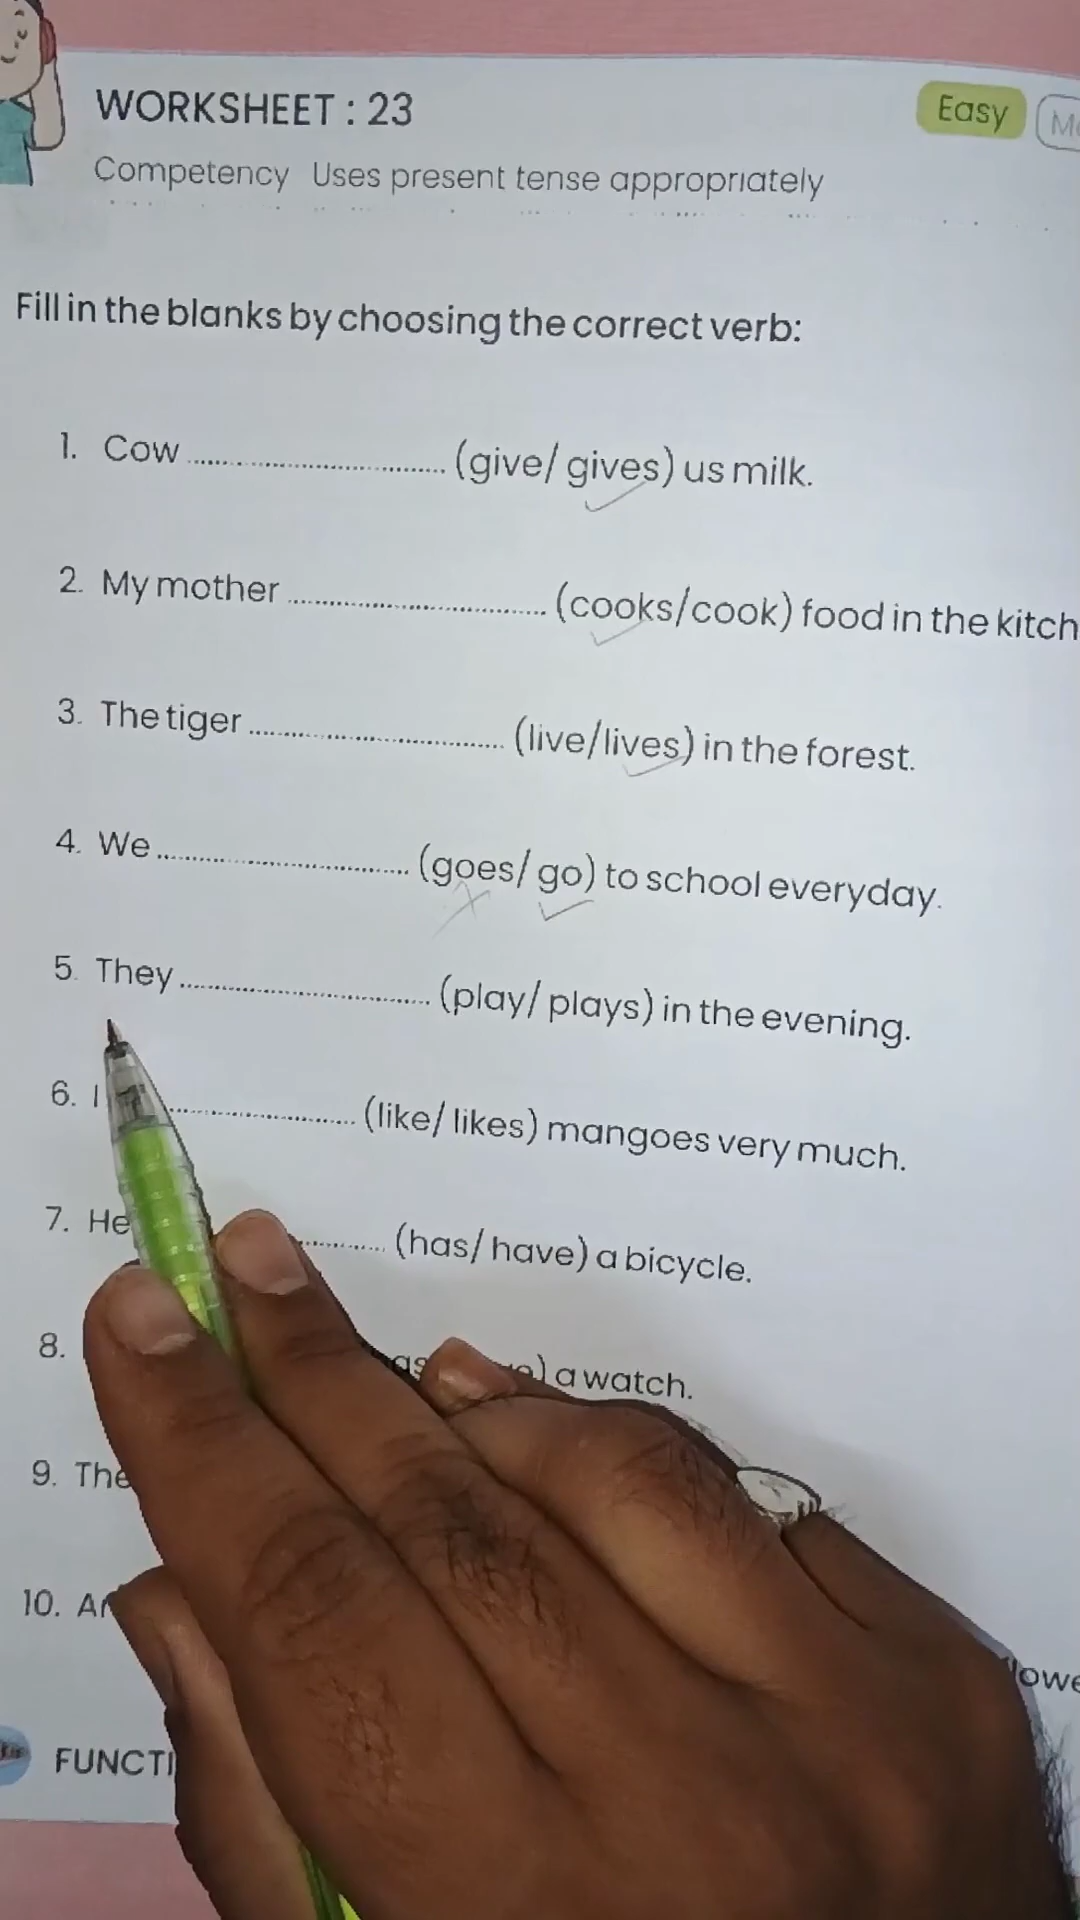 WORKSHEET : 23
Easy
Competency Uses present tense appropriately
Fill in the blanks by choosing the correct verb:
1. Cow .............................. (give/ gives) us milk.
2. My mother .............................. (cooks/cook) food in the kitch
3. The tiger .............................. (live/lives) in the forest.
4. We .............................. (goes/ go) to school everyday.
5. They .............................. (play/ plays) in the evening.
6. I .............................. (like/ likes) mangoes very much.
7. He .............................. (has/ have) a bicycle.
8. a watch.
9. The
10.
FUNCTI